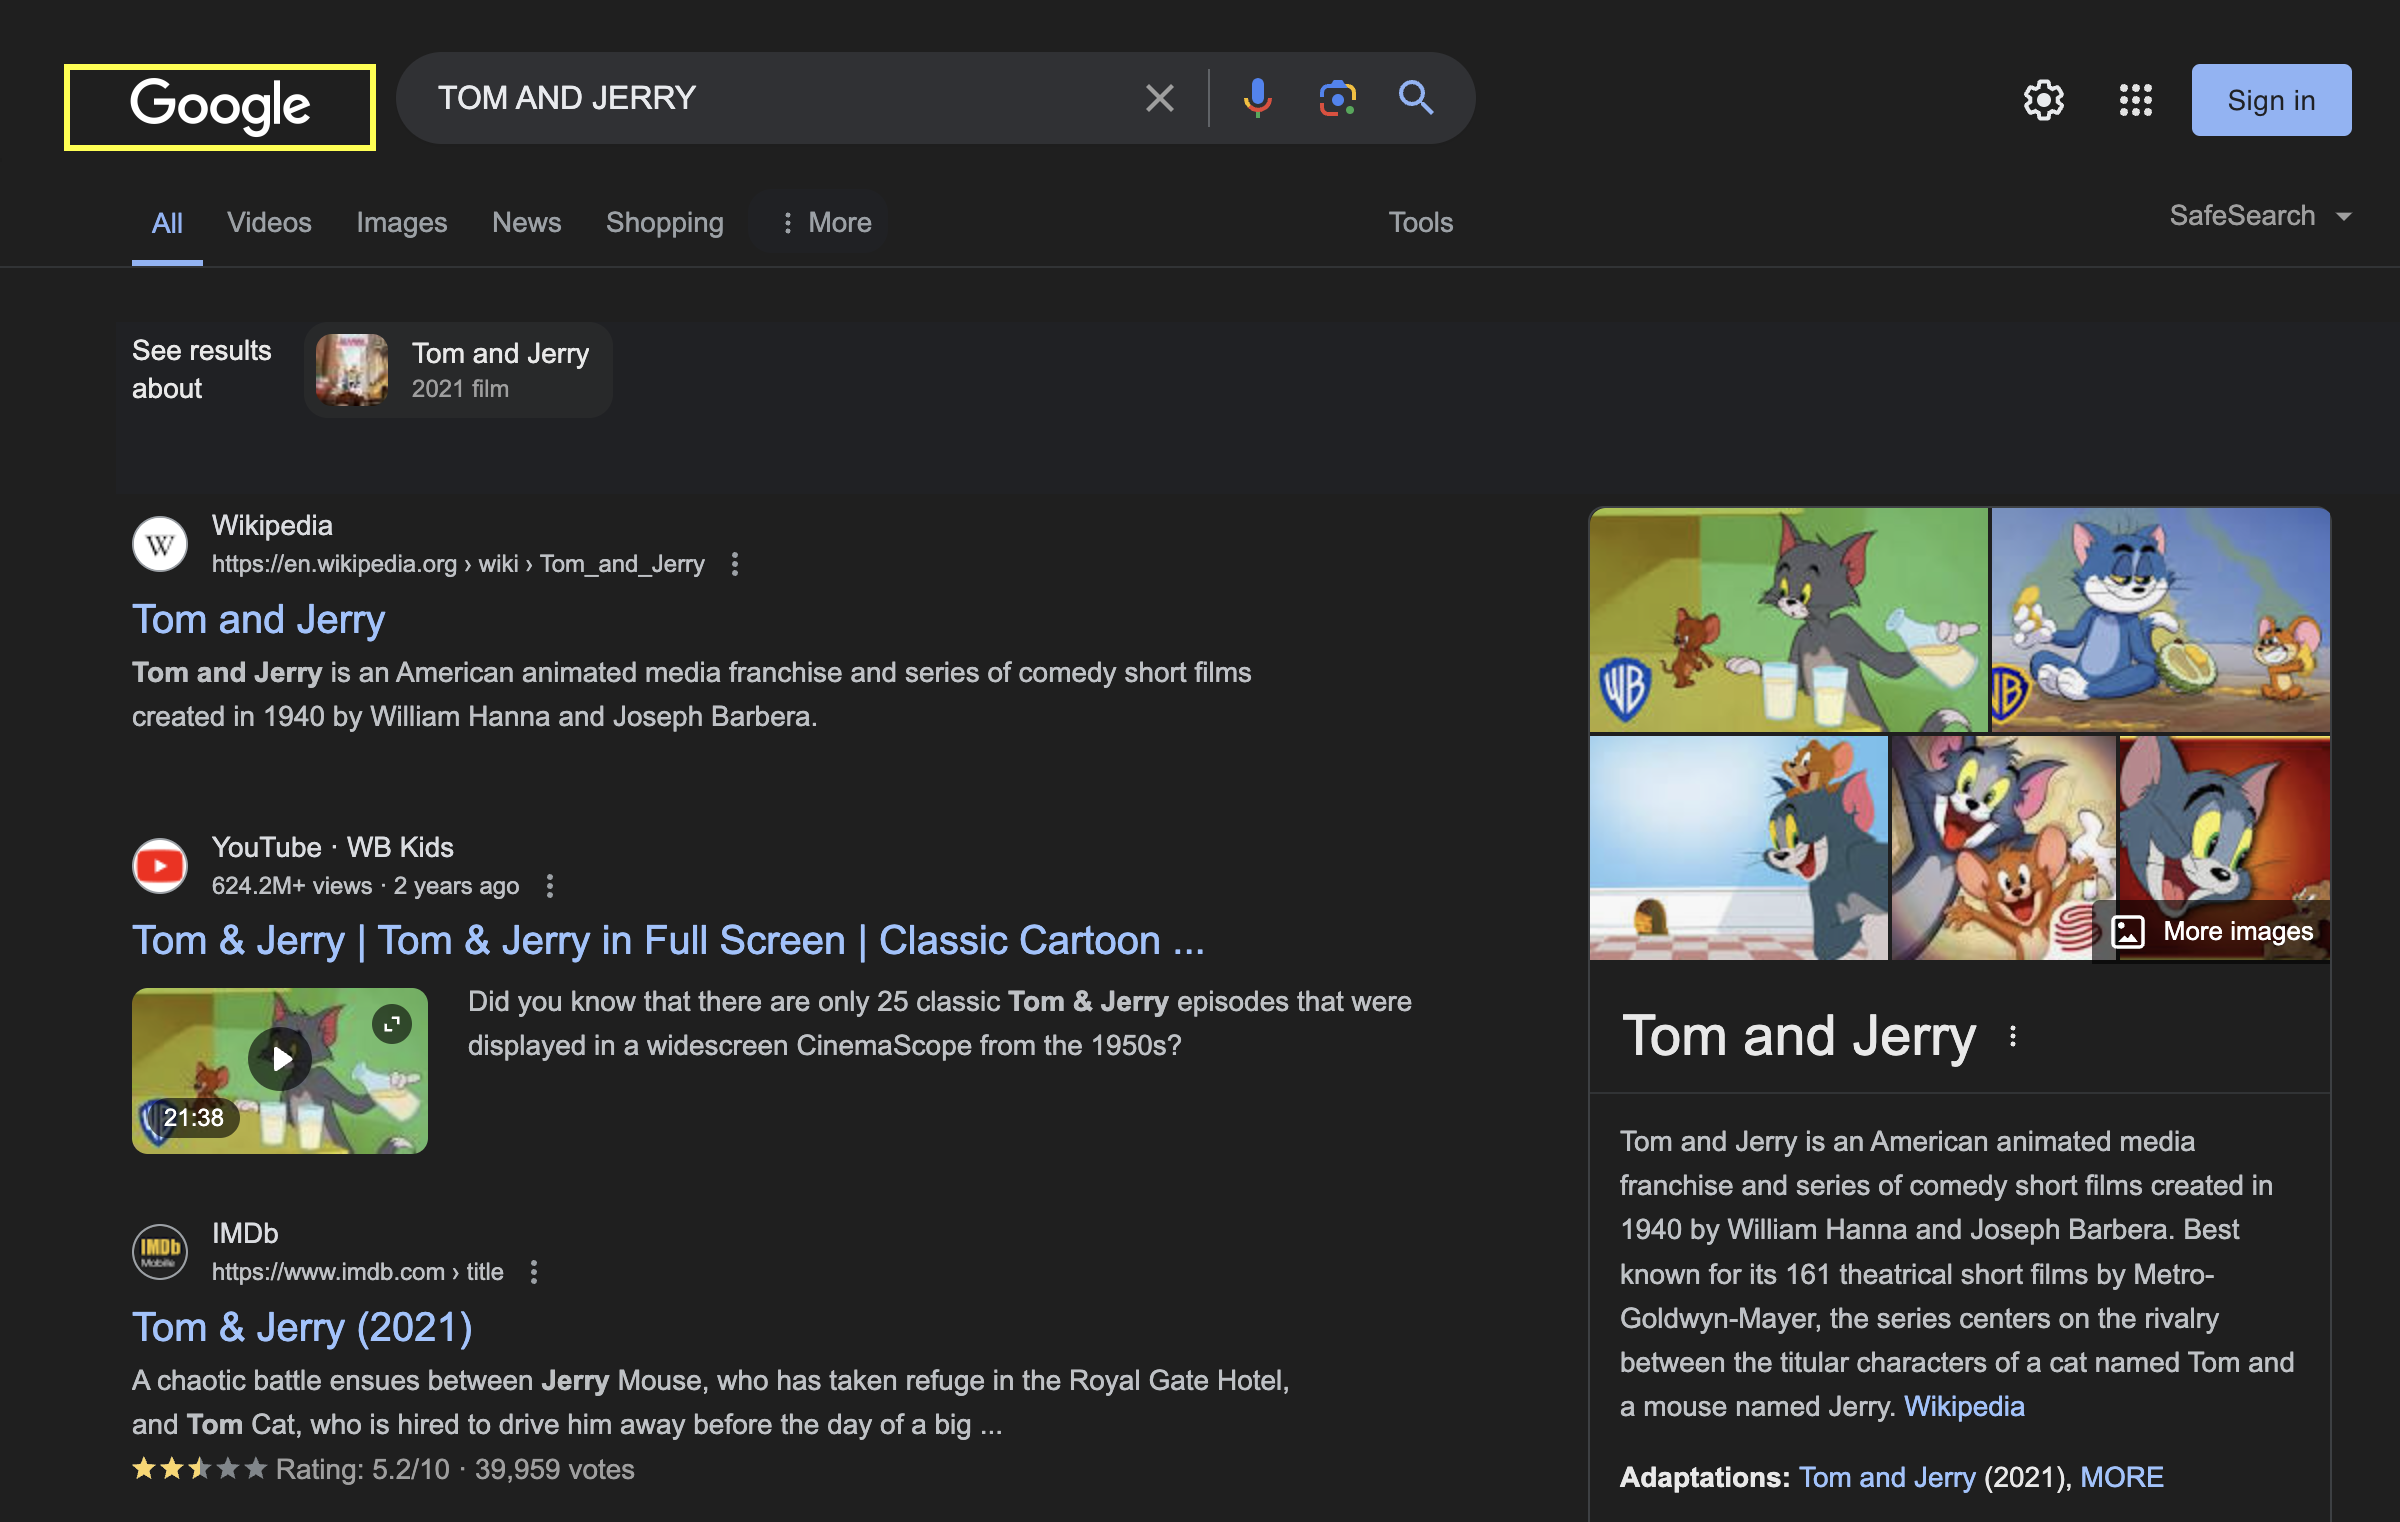 Google
TOM AND JERRY
Sign in
All
Videos
Images
News
Shopping
More
Tools
SafeSearch
See results
about
Tom and Jerry
2021 film
W
Wikipedia
https://en.wikipedia.org › wiki › Tom_and_Jerry
Tom and Jerry
Tom and Jerry is an American animated media franchise and series of comedy short films
created in 1940 by William Hanna and Joseph Barbera.
YouTube · WB Kids
624.2M+ views · 2 years ago
Tom & Jerry | Tom & Jerry in Full Screen | Classic Cartoon ...
21:38
Did you know that there are only 25 classic Tom & Jerry episodes that were
displayed in a widescreen CinemaScope from the 1950s?
IMDb
Mobile
IMDb
https://www.imdb.com › title
Tom & Jerry (2021)
A chaotic battle ensues between Jerry Mouse, who has taken refuge in the Royal Gate Hotel,
and Tom Cat, who is hired to drive him away before the day of a big ...
Rating: 5.2/10 · 39,959 votes
WB
More images
Tom and Jerry
Tom and Jerry is an American animated media
franchise and series of comedy short films created in
1940 by William Hanna and Joseph Barbera. Best
known for its 161 theatrical short films by Metro-
Goldwyn-Mayer, the series centers on the rivalry
between the titular characters of a cat named Tom and
a mouse named Jerry. Wikipedia
Adaptations: Tom and Jerry (2021), MORE